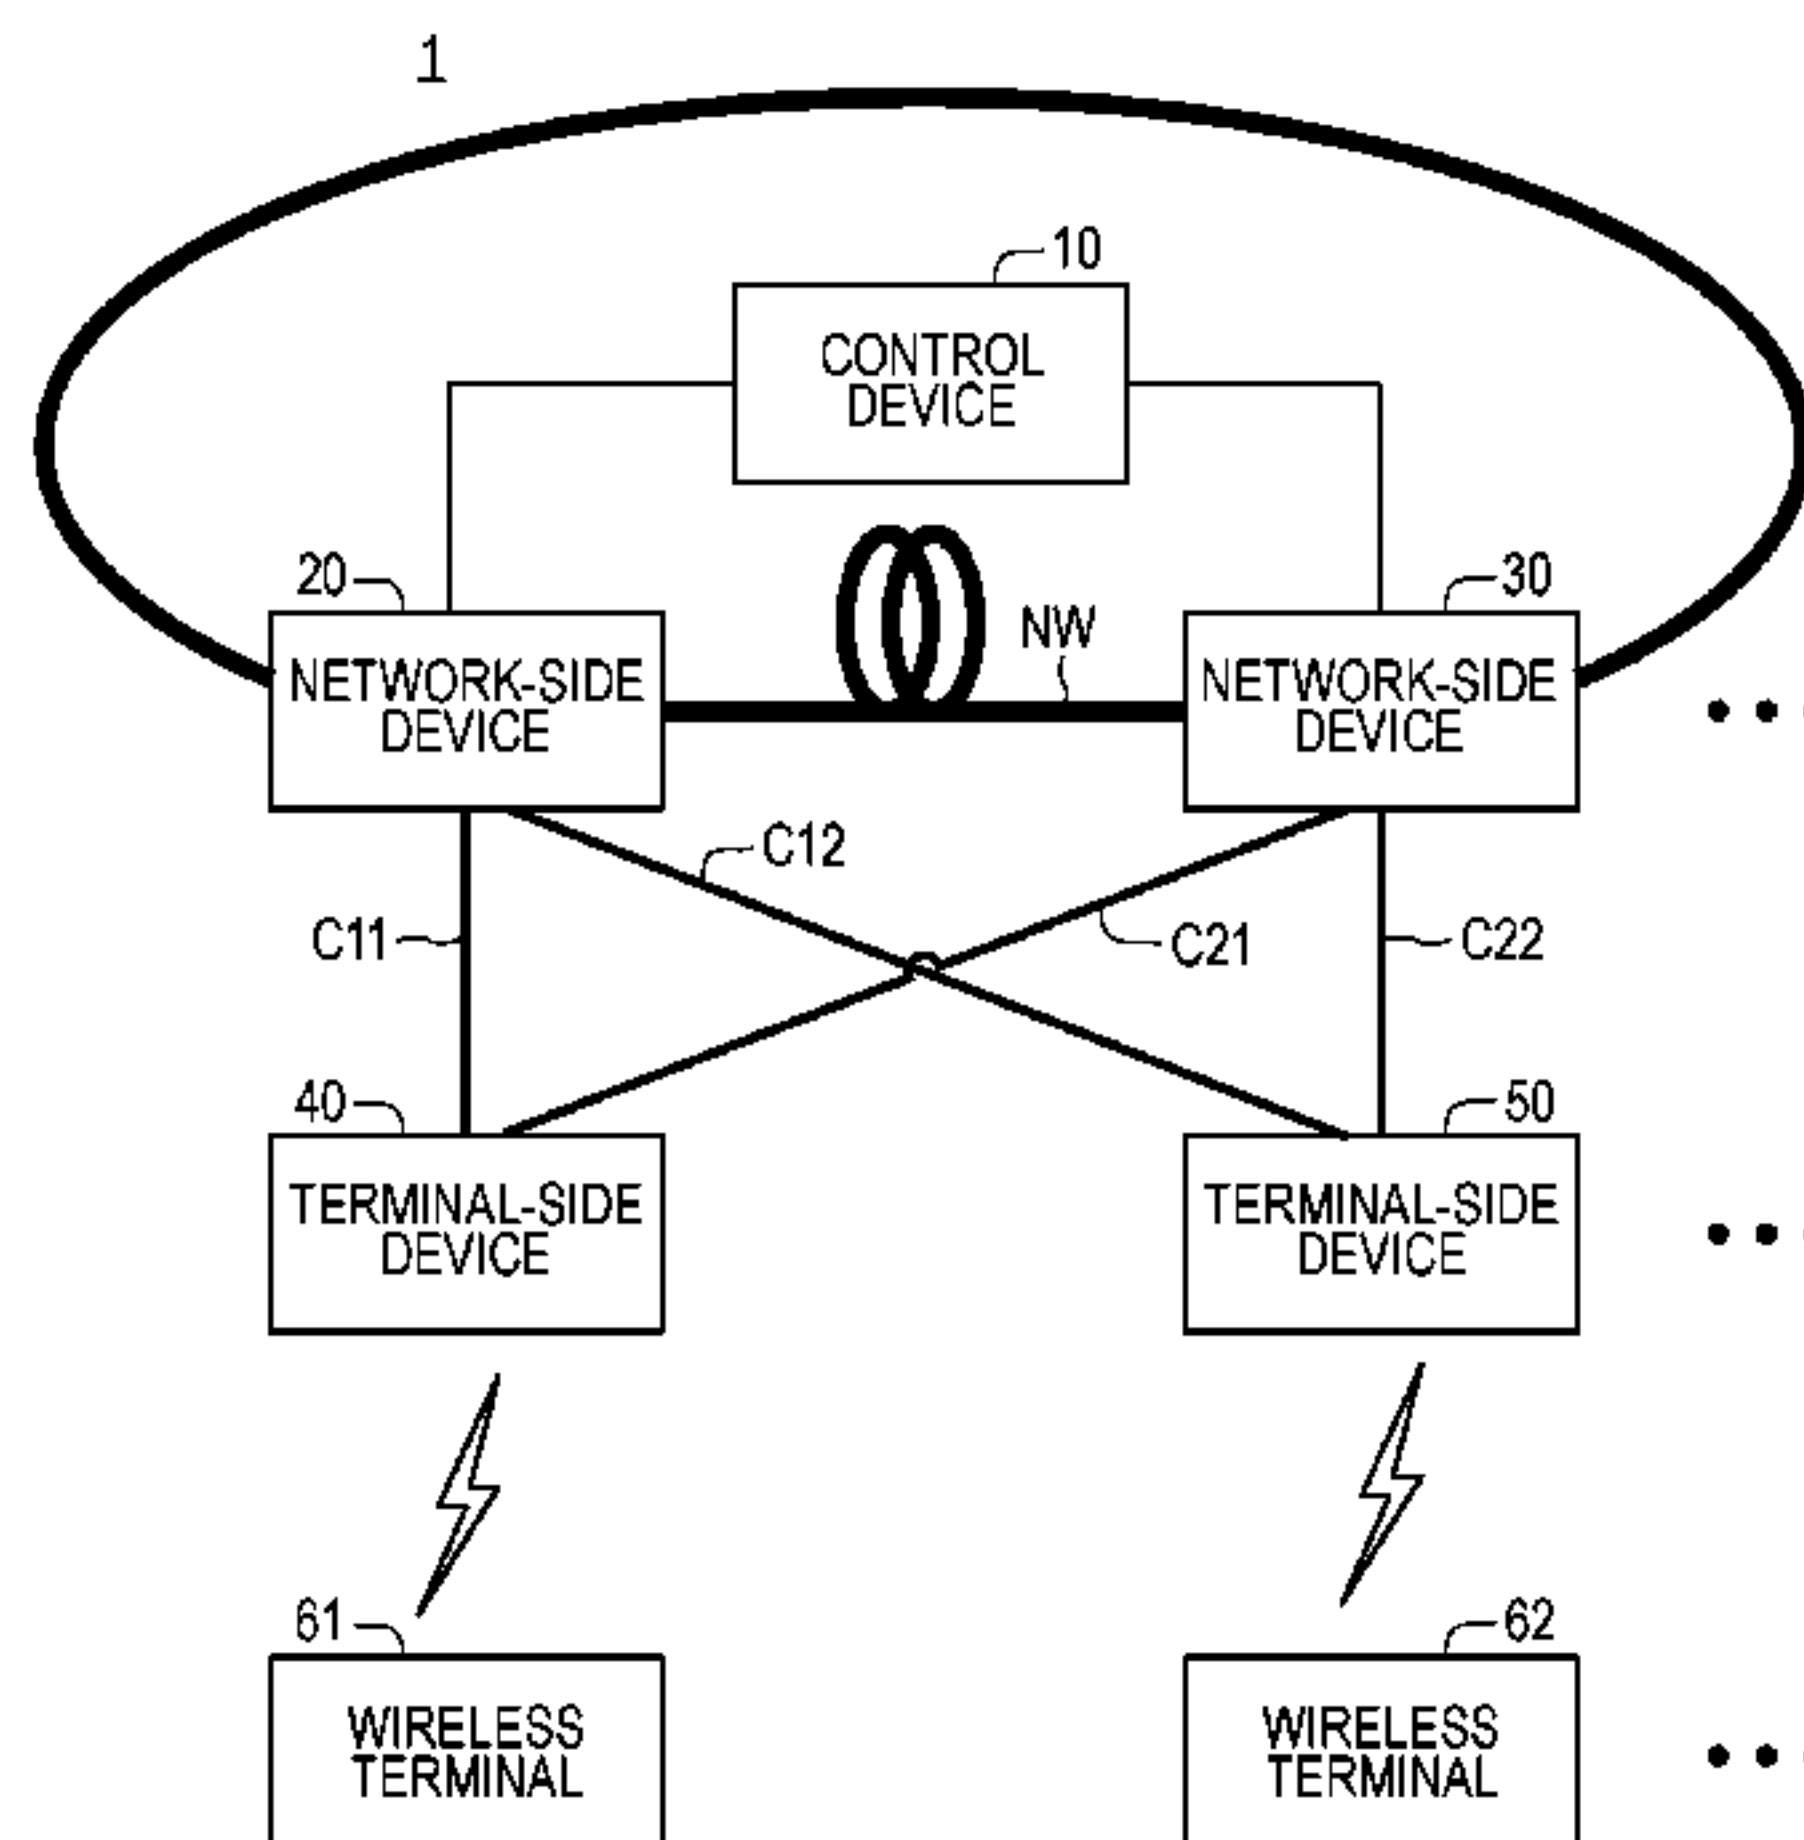 1
10
CONTROL
DEVICE
20
30
NW
NETWORK-SIDE
DEVICE
NETWORK-SIDE
DEVICE
C12
C11
C21
C22
40
50
TERMINAL-SIDE
DEVICE
TERMINAL-SIDE
DEVICE
61
62
WIRELESS
TERMINAL
WIRELESS
TERMINAL